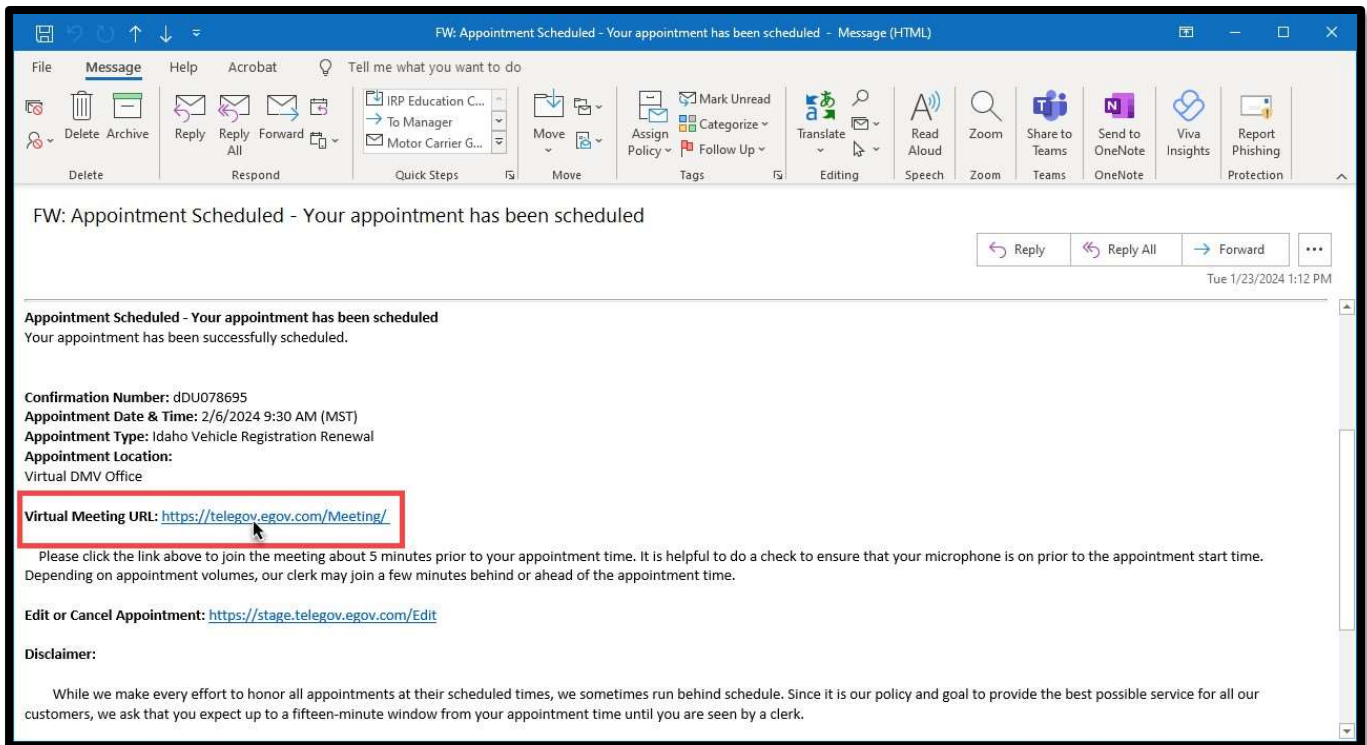 FW: Appointment Scheduled - Your appointment has been scheduled - Message (HTML)
File Message Help Acrobat Tell me what you want to do
Delete Archive
Reply Reply All Forward
IRP Education C...
To Manager
Motor Carrier G...
Move
Assign Policy
Mark Unread
Categorize
Follow Up
Translate
Read Aloud
Zoom
Share to Teams
Send to OneNote
Viva Insights
Report Phishing
Delete Respond Quick Steps Move Tags Editing Speech Zoom Teams OneNote Protection
FW: Appointment Scheduled - Your appointment has been scheduled
Reply Reply All Forward ...
Tue 1/23/2024 1:12 PM
Appointment Scheduled - Your appointment has been scheduled
Your appointment has been successfully scheduled.
Confirmation Number: dDU078695
Appointment Date & Time: 2/6/2024 9:30 AM (MST)
Appointment Type: Idaho Vehicle Registration Renewal
Appointment Location:
Virtual DMV Office
Virtual Meeting URL: https://telegov.egov.com/Meeting/
Please click the link above to join the meeting about 5 minutes prior to your appointment time. It is helpful to do a check to ensure that your microphone is on prior to the appointment start time.
Depending on appointment volumes, our clerk may join a few minutes behind or ahead of the appointment time.
Edit or Cancel Appointment: https://stage.telegov.egov.com/Edit
Disclaimer:
While we make every effort to honor all appointments at their scheduled times, we sometimes run behind schedule. Since it is our policy and goal to provide the best possible service for all our
customers, we ask that you expect up to a fifteen-minute window from your appointment time until you are seen by a clerk.